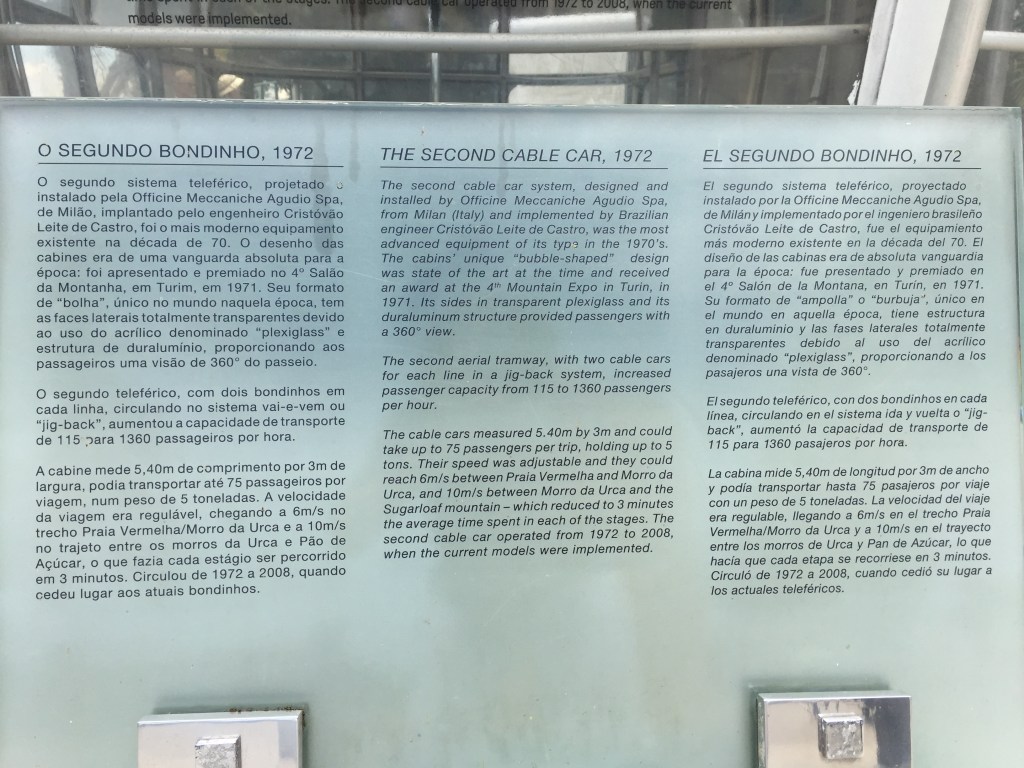 time spent in each of the stages. The second cable car operated from 1972 to 2008, when the current
models were implemented.
O SEGUNDO BONDINHO, 1972
O segundo sistema teleférico, projetado e
instalado pela Officine Meccaniche Agudio Spa,
de Milão, implantado pelo engenheiro Cristóvão
Leite de Castro, foi o mais moderno equipamento
existente na década de 70. O desenho das
cabines era de uma vanguarda absoluta para a
época: foi apresentado e premiado no 4º Salão
da Montanha, em Turim, em 1971. Seu formato
de “bolha”, único no mundo naquela época, tem
as faces laterais totalmente transparentes devido
ao uso do acrílico denominado “plexiglass” e
estrutura de duralumínio, proporcionando aos
passageiros uma visão de 360° do passeio.
O segundo teleférico, com dois bondinhos em
cada linha, circulando no sistema vai-e-vem ou
“jig-back”, aumentou a capacidade de transporte
de 115 para 1360 passageiros por hora.
A cabine mede 5,40m de comprimento por 3m de
largura, podia transportar até 75 passageiros por
viagem, num peso de 5 toneladas. A velocidade
da viagem era regulável, chegando a 6m/s no
trecho Praia Vermelha/Morro da Urca e a 10m/s
no trajeto entre os morros da Urca e Pão de
Açúcar, o que fazia cada estágio ser percorrido
em 3 minutos. Circulou de 1972 a 2008, quando
cedeu lugar aos atuais bondinhos.
THE SECOND CABLE CAR, 1972
The second cable car system, designed and
installed by Officine Meccaniche Agudio Spa,
from Milan (Italy) and implemented by Brazilian
engineer Cristóvão Leite de Castro, was the most
advanced equipment of its type in the 1970's.
The cabins' unique “bubble-shaped” design
was state of the art at the time and received
an award at the 4th Mountain Expo in Turin, in
1971. Its sides in transparent plexiglass and its
duraluminum structure provided passengers with
a 360° view.
The second aerial tramway, with two cable cars
for each line in a jig-back system, increased
passenger capacity from 115 to 1360 passengers
per hour.
The cable cars measured 5.40m by 3m and could
take up to 75 passengers per trip, holding up to 5
tons. Their speed was adjustable and they could
reach 6m/s between Praia Vermelha and Morro da
Urca, and 10m/s between Morro da Urca and the
Sugarloaf mountain – which reduced to 3 minutes
the average time spent in each of the stages. The
second cable car operated from 1972 to 2008,
when the current models were implemented.
EL SEGUNDO BONDINHO, 1972
El segundo sistema teleférico, proyectado
instalado por la Officine Meccaniche Agudio Spa,
de Milány implementado por el ingeniero brasileño
Cristóvão Leite de Castro, fue el equipamiento
más moderno existente en la década del 70. El
diseño de las cabinas era de absoluta vanguardia
para la época: fue presentado y premiado en
el 4º Salón de la Montana, en Turín, en 1971.
Su formato de “ampolla” o “burbuja”, único en
el mundo en aquella época, tiene estructura
en duraluminio y las fases laterales totalmente
transparentes debido al uso del acrílico
denominado “plexiglass”, proporcionando a los
pasajeros una vista de 360°.
El segundo teleférico, con dos bondinhos en cada
línea, circulando en el sistema ida y vuelta o “jig-
back”, aumentó la capacidad de transporte de
115 para 1360 pasajeros por hora.
La cabina mide 5,40m de longitud por 3m de ancho
y podía transportar hasta 75 pasajeros por viaje
con un peso de 5 toneladas. La velocidad del viaje
era regulable, llegando a 6m/s en el trecho Praia
Vermelha/Morro da Urca y a 10m/s en el trayecto
entre los morros de Urca y Pan de Azúcar, lo que
hacía que cada etapa se recorriese en 3 minutos.
Circuló de 1972 a 2008, cuando cedió su lugar a
los actuales teleféricos.